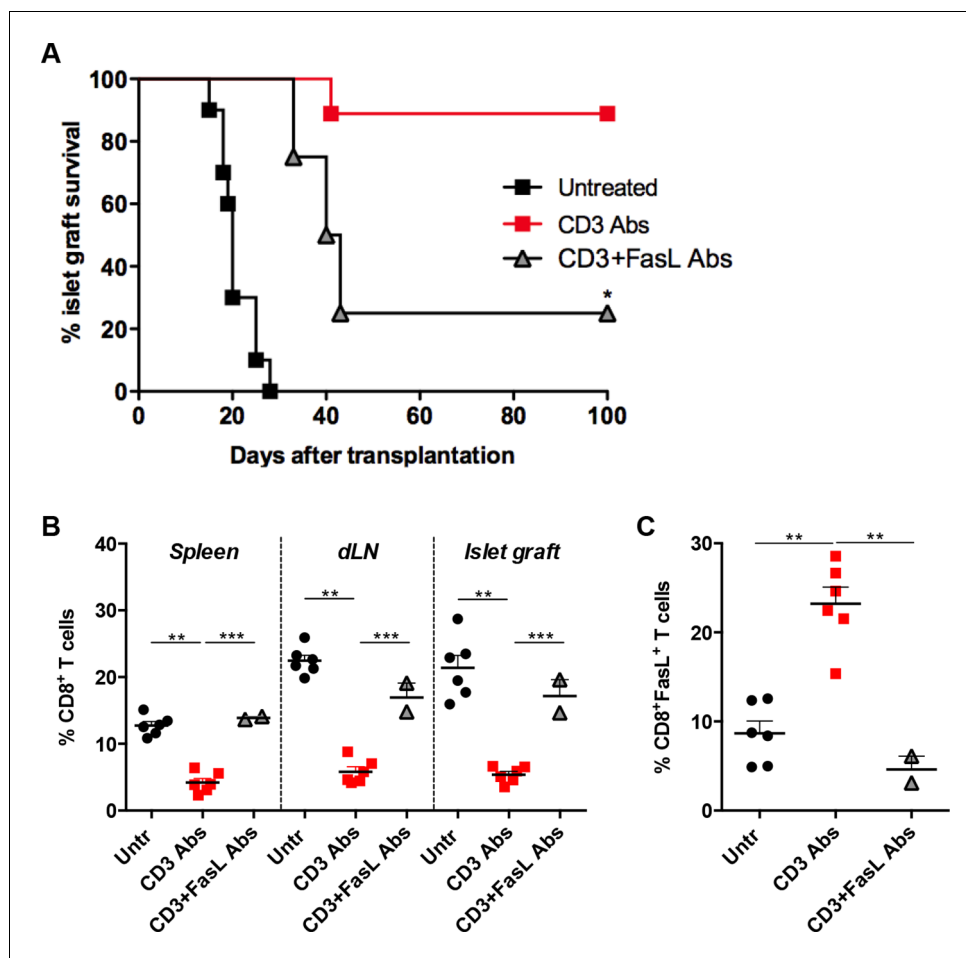 A
100
80
60
40
20
0
% islet graft survival
Untreated
CD3 Abs
CD3+FasL Abs
*
0 20 40 60 80 100
Days after transplantation
B
40
30
20
10
0
% CD8+ T cells
Spleen dLN Islet graft
** *** ** *** ** ***
Untr CD3 Abs CD3+FasL Abs Untr CD3 Abs CD3+FasL Abs Untr CD3 Abs CD3+FasL Abs
C
30
20
10
0
% CD8+FasL+ T cells
** **
Untr CD3 Abs CD3+FasL Abs